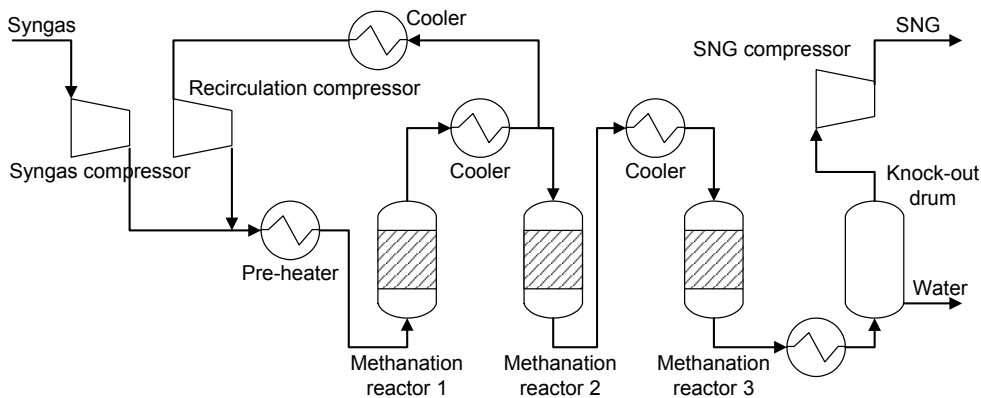 Syngas
Cooler
SNG
SNG compressor
Recirculation compressor
Syngas compressor
Cooler
Cooler
Knock-out
drum
Pre-heater
Water
Methanation
reactor 1
Methanation
reactor 2
Methanation
reactor 3